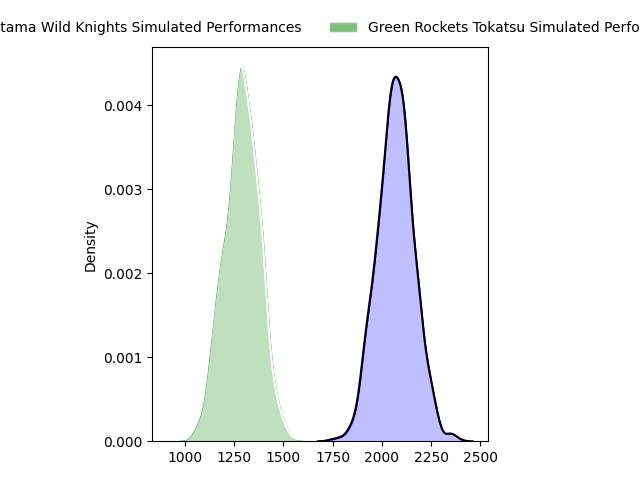 tama Wild Knights Simulated Performances
Green Rockets Tokatsu Simulated Perfo
0.004
0.003
0.002
0.001
0.000
Density
1000 1250 1500 1750 2000 2250 2500